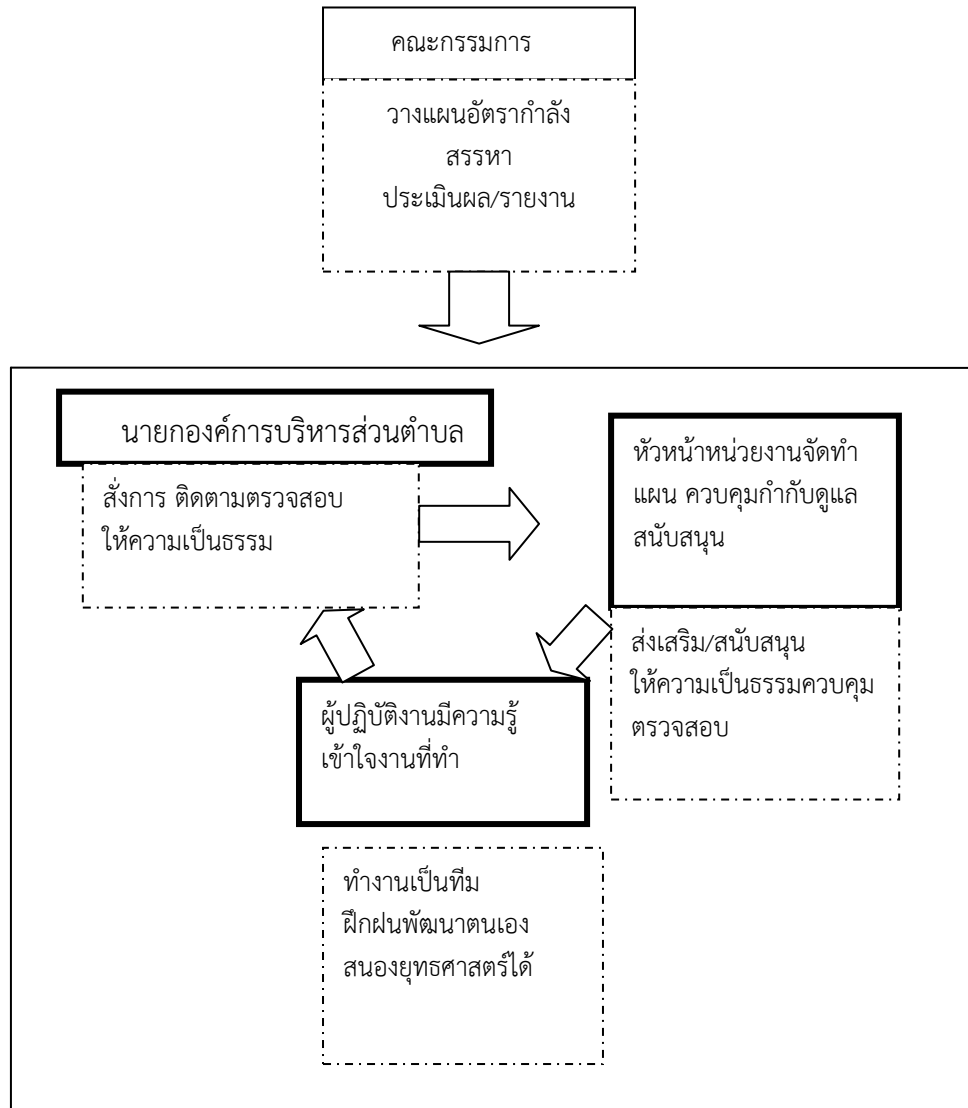 คณะกรรมการ
วางแผนอัตรากำลัง
สรรหา
ประเมินผล/รายงาน
นายกองค์การบริหารส่วนตำบล
สั่งการ ติดตามตรวจสอบ
ให้ความเป็นธรรม
หัวหน้าหน่วยงานจัดทำ
แผน ควบคุมกำกับดูแล
สนับสนุน
ส่งเสริม/สนับสนุน
ให้ความเป็นธรรมควบคุม
ตรวจสอบ
ผู้ปฏิบัติงานมีความรู้
เข้าใจงานที่ทำ
ทำงานเป็นทีม
ฝึกฝนพัฒนาตนเอง
สนองยุทธศาสตร์ได้